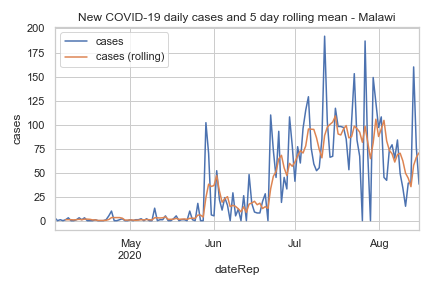 New COVID-19 daily cases and 5 day rolling mean - Malawi
cases
cases (rolling)
200
175
150
125
100
75
50
25
0
cases
May
2020
Jun
Jul
Aug
dateRep